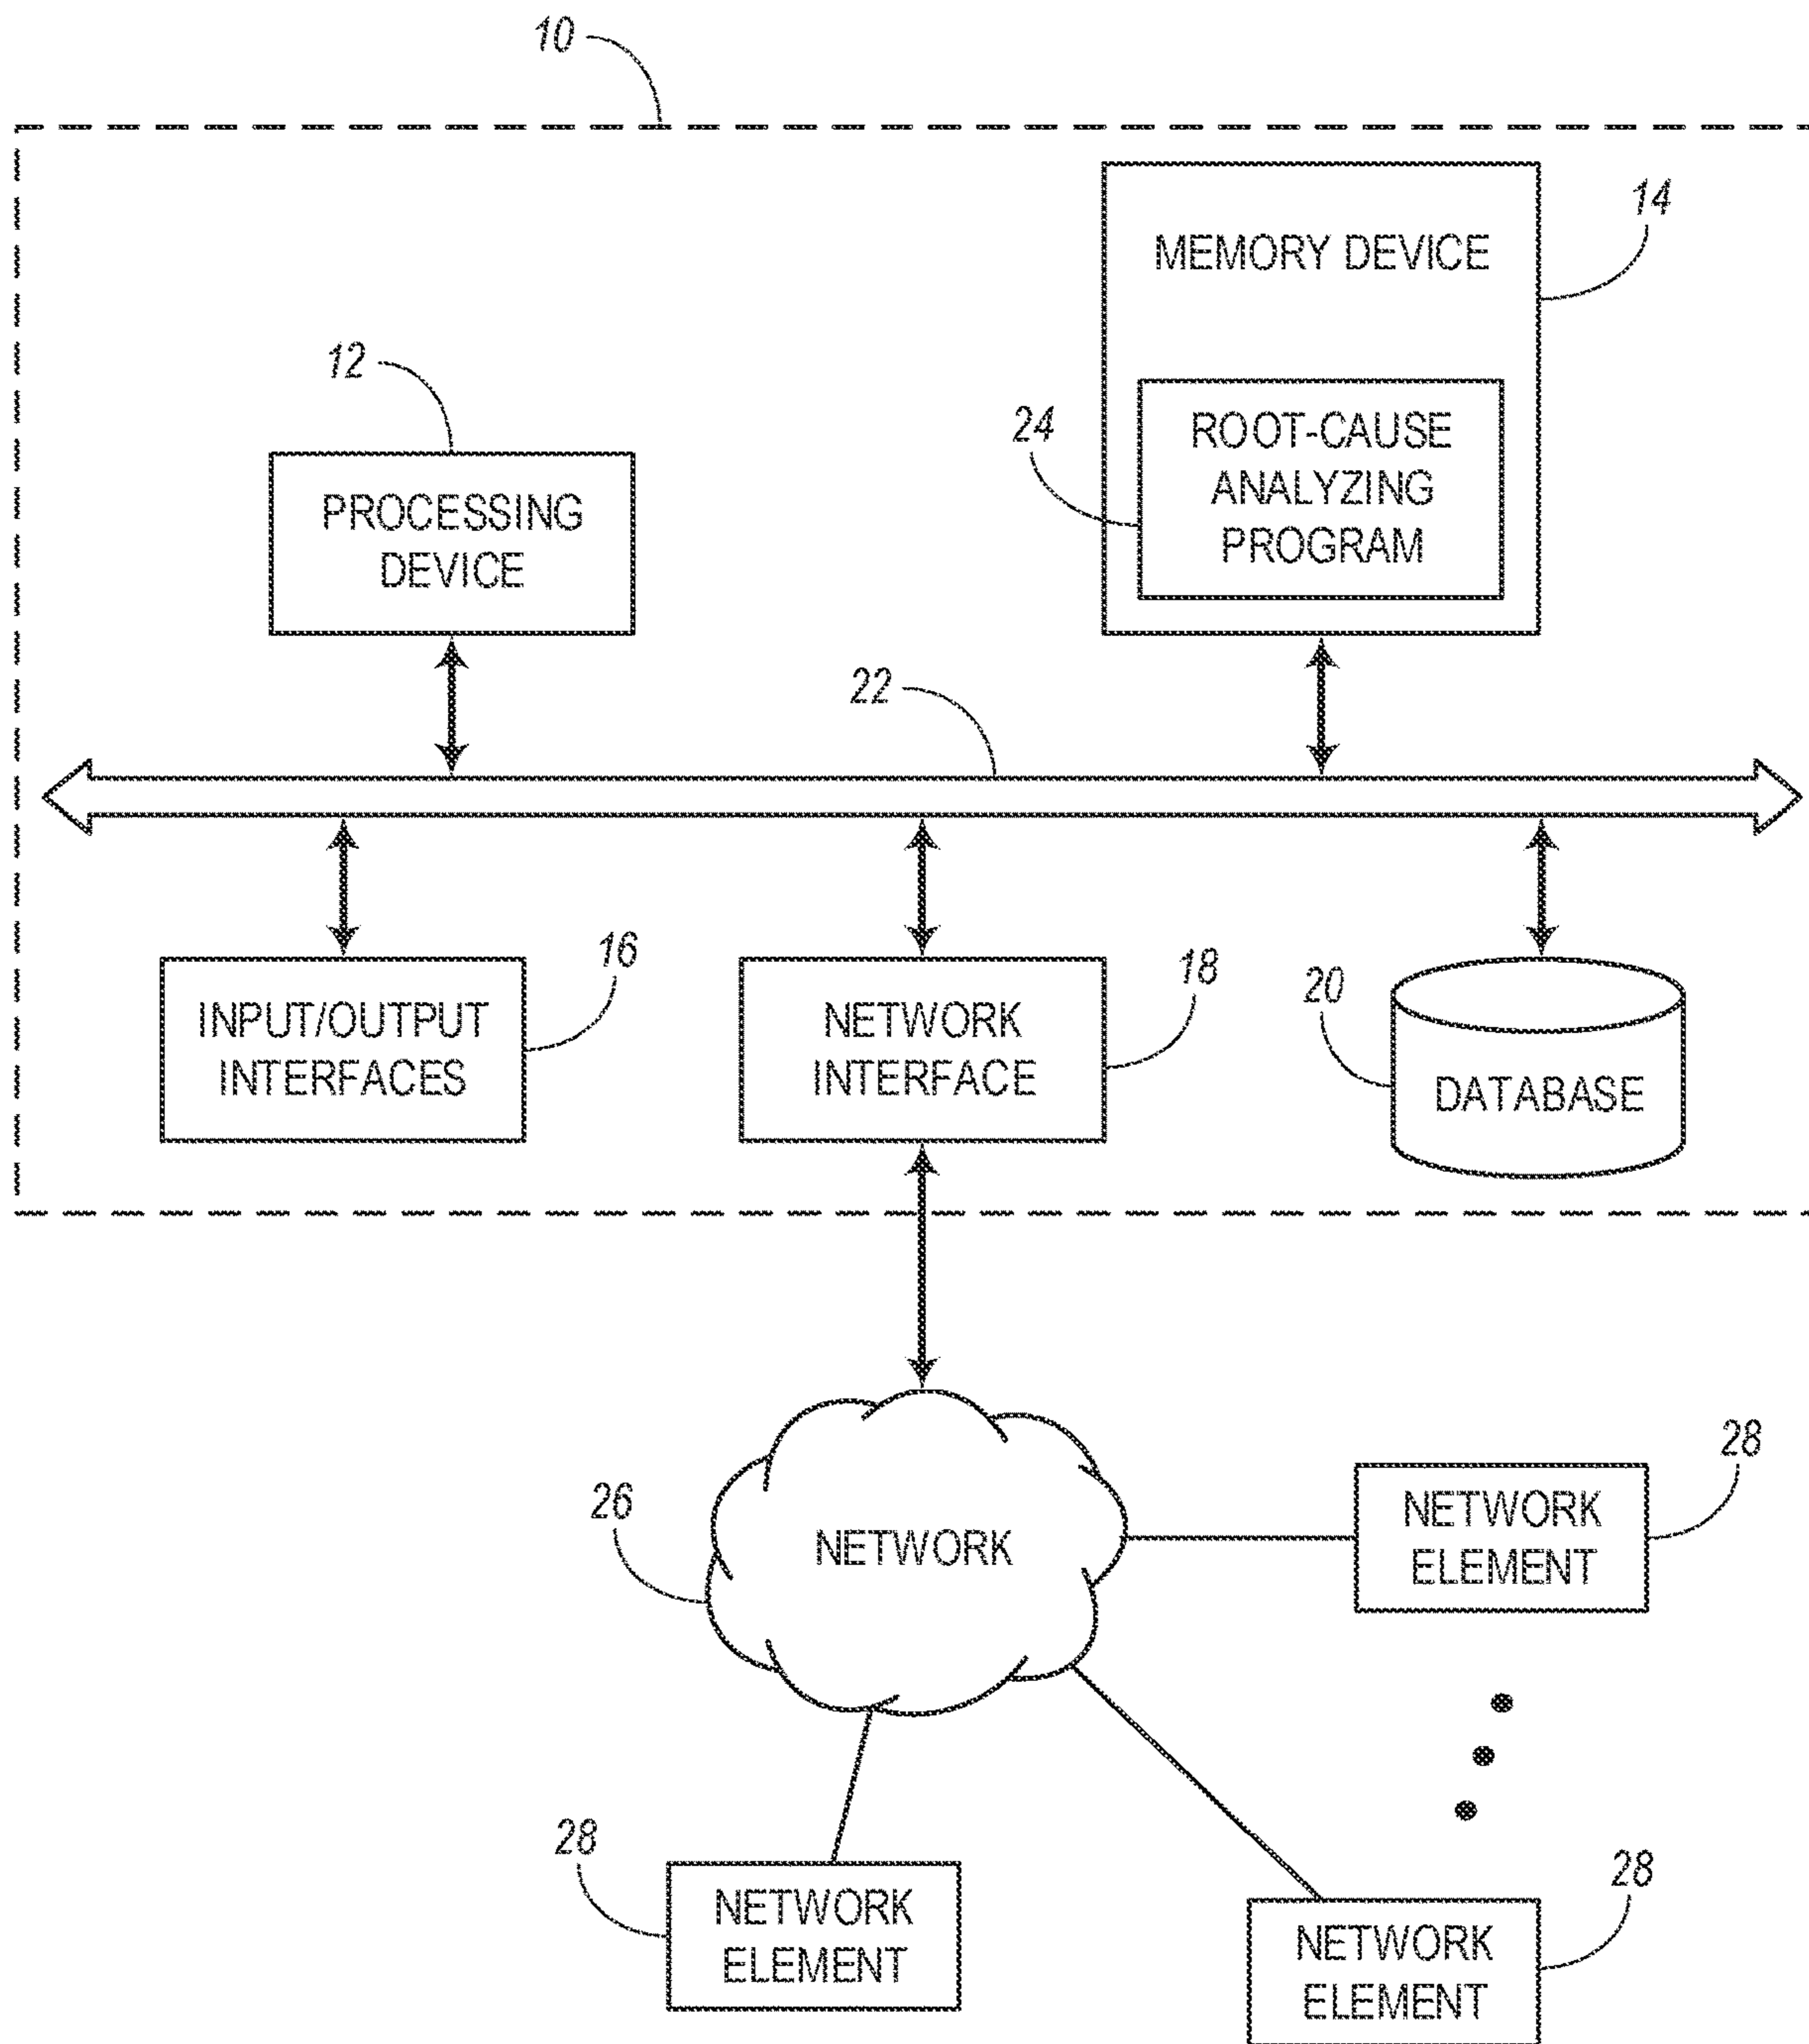 10
14
MEMORY DEVICE
12
24
ROOT-CAUSE
ANALYZING
PROGRAM
PROCESSING
DEVICE
22
16
18
20
INPUT/OUTPUT
INTERFACES
NETWORK
INTERFACE
DATABASE
26
NETWORK
28
NETWORK
ELEMENT
28
NETWORK
ELEMENT
28
NETWORK
ELEMENT